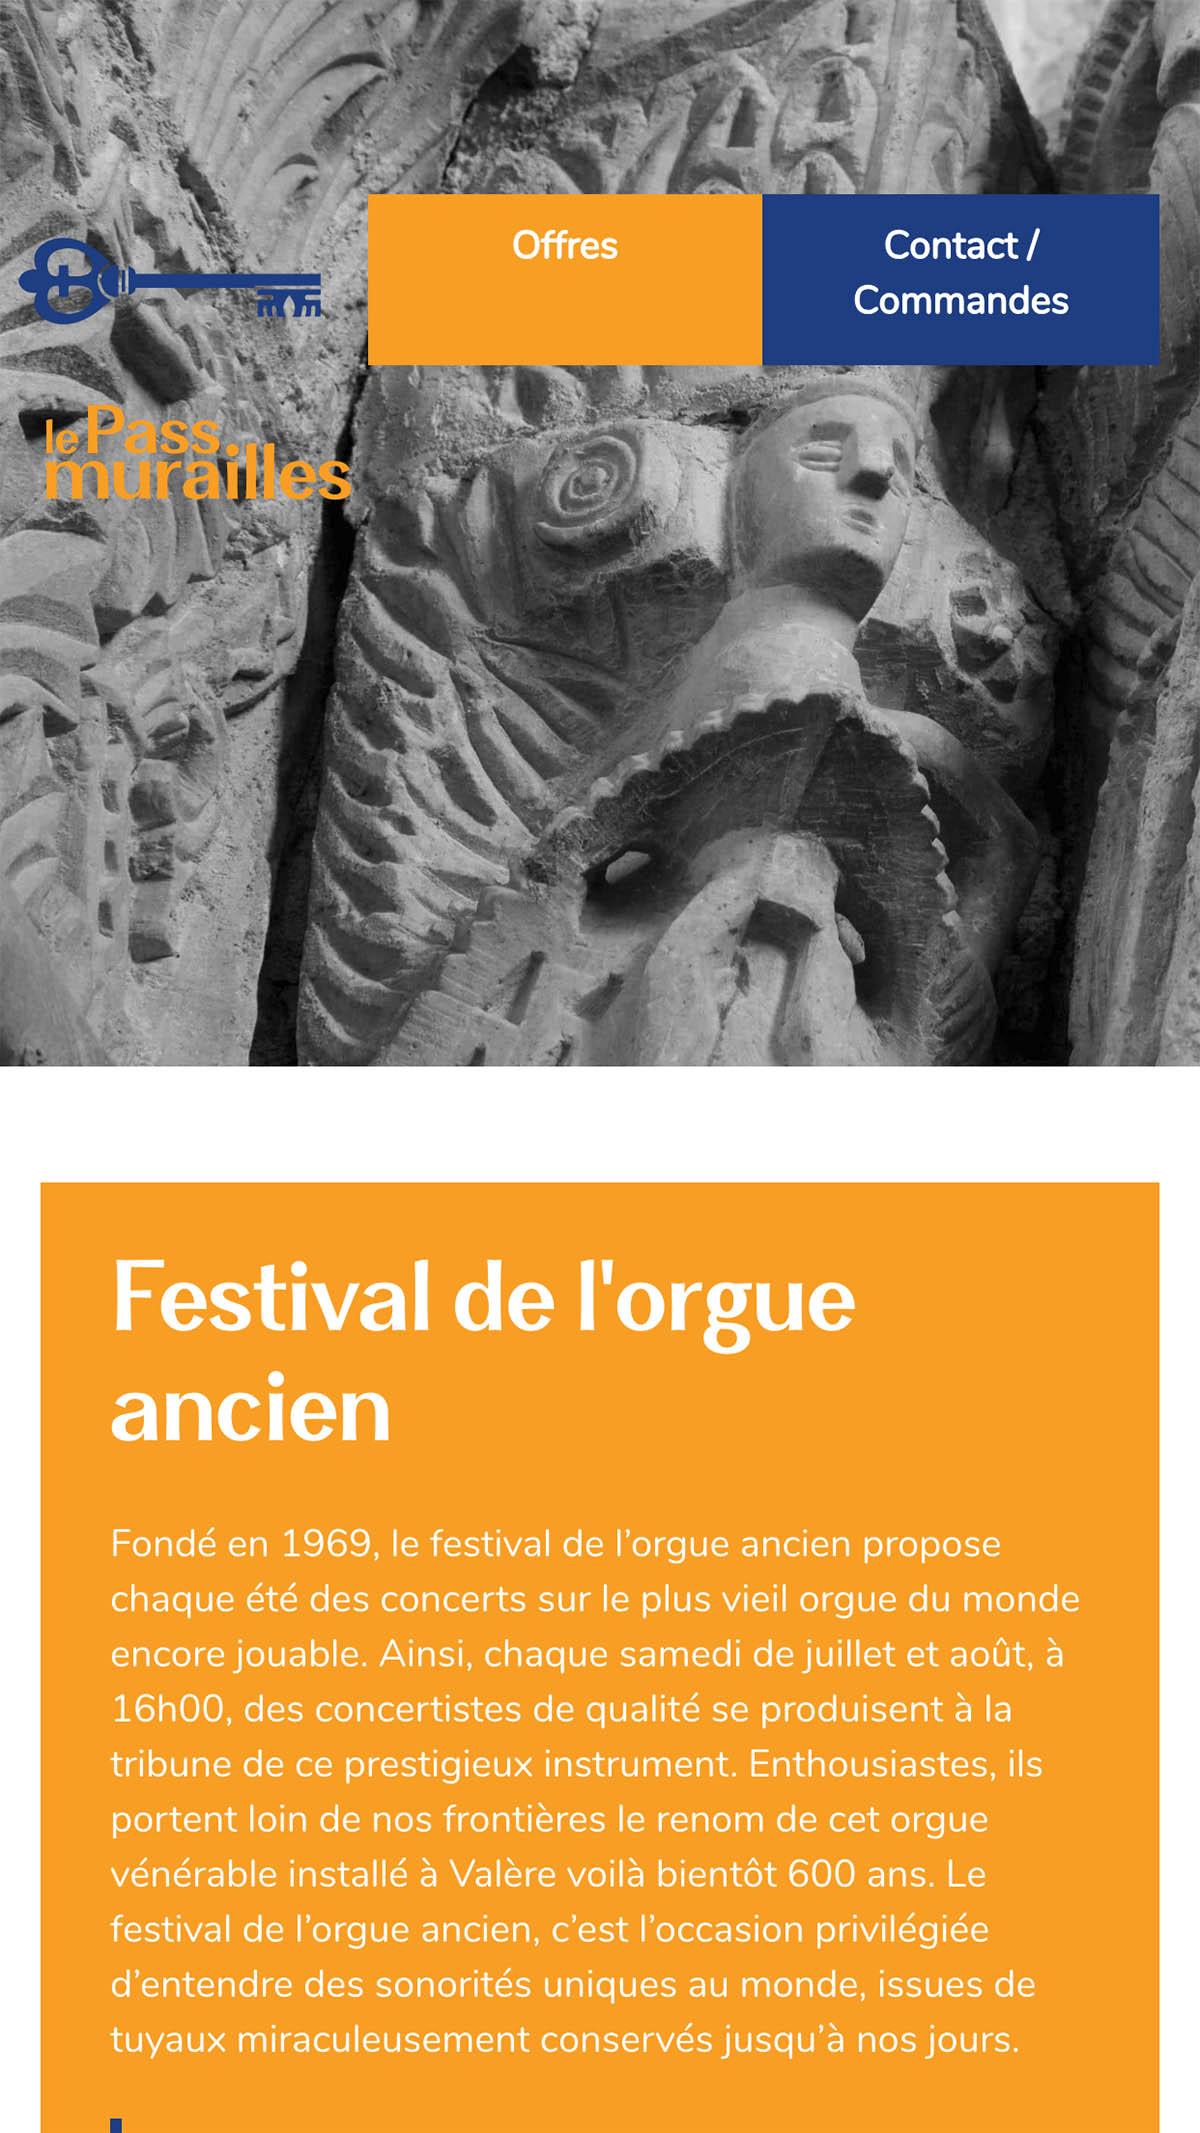 Offres
Contact /
Commandes
le Pass
murailles
Festival de l'orgue
ancien
Fondé en 1969, le festival de l’orgue ancien propose
chaque été des concerts sur le plus vieil orgue du monde
encore jouable. Ainsi, chaque samedi de juillet et août, à
16h00, des concertistes de qualité se produisent à la
tribune de ce prestigieux instrument. Enthousiastes, ils
portent loin de nos frontières le renom de cet orgue
vénérable installé à Valère voilà bientôt 600 ans. Le
festival de l’orgue ancien, c’est l’occasion privilégiée
d’entendre des sonorités uniques au monde, issues de
tuyaux miraculeusement conservés jusqu’à nos jours.